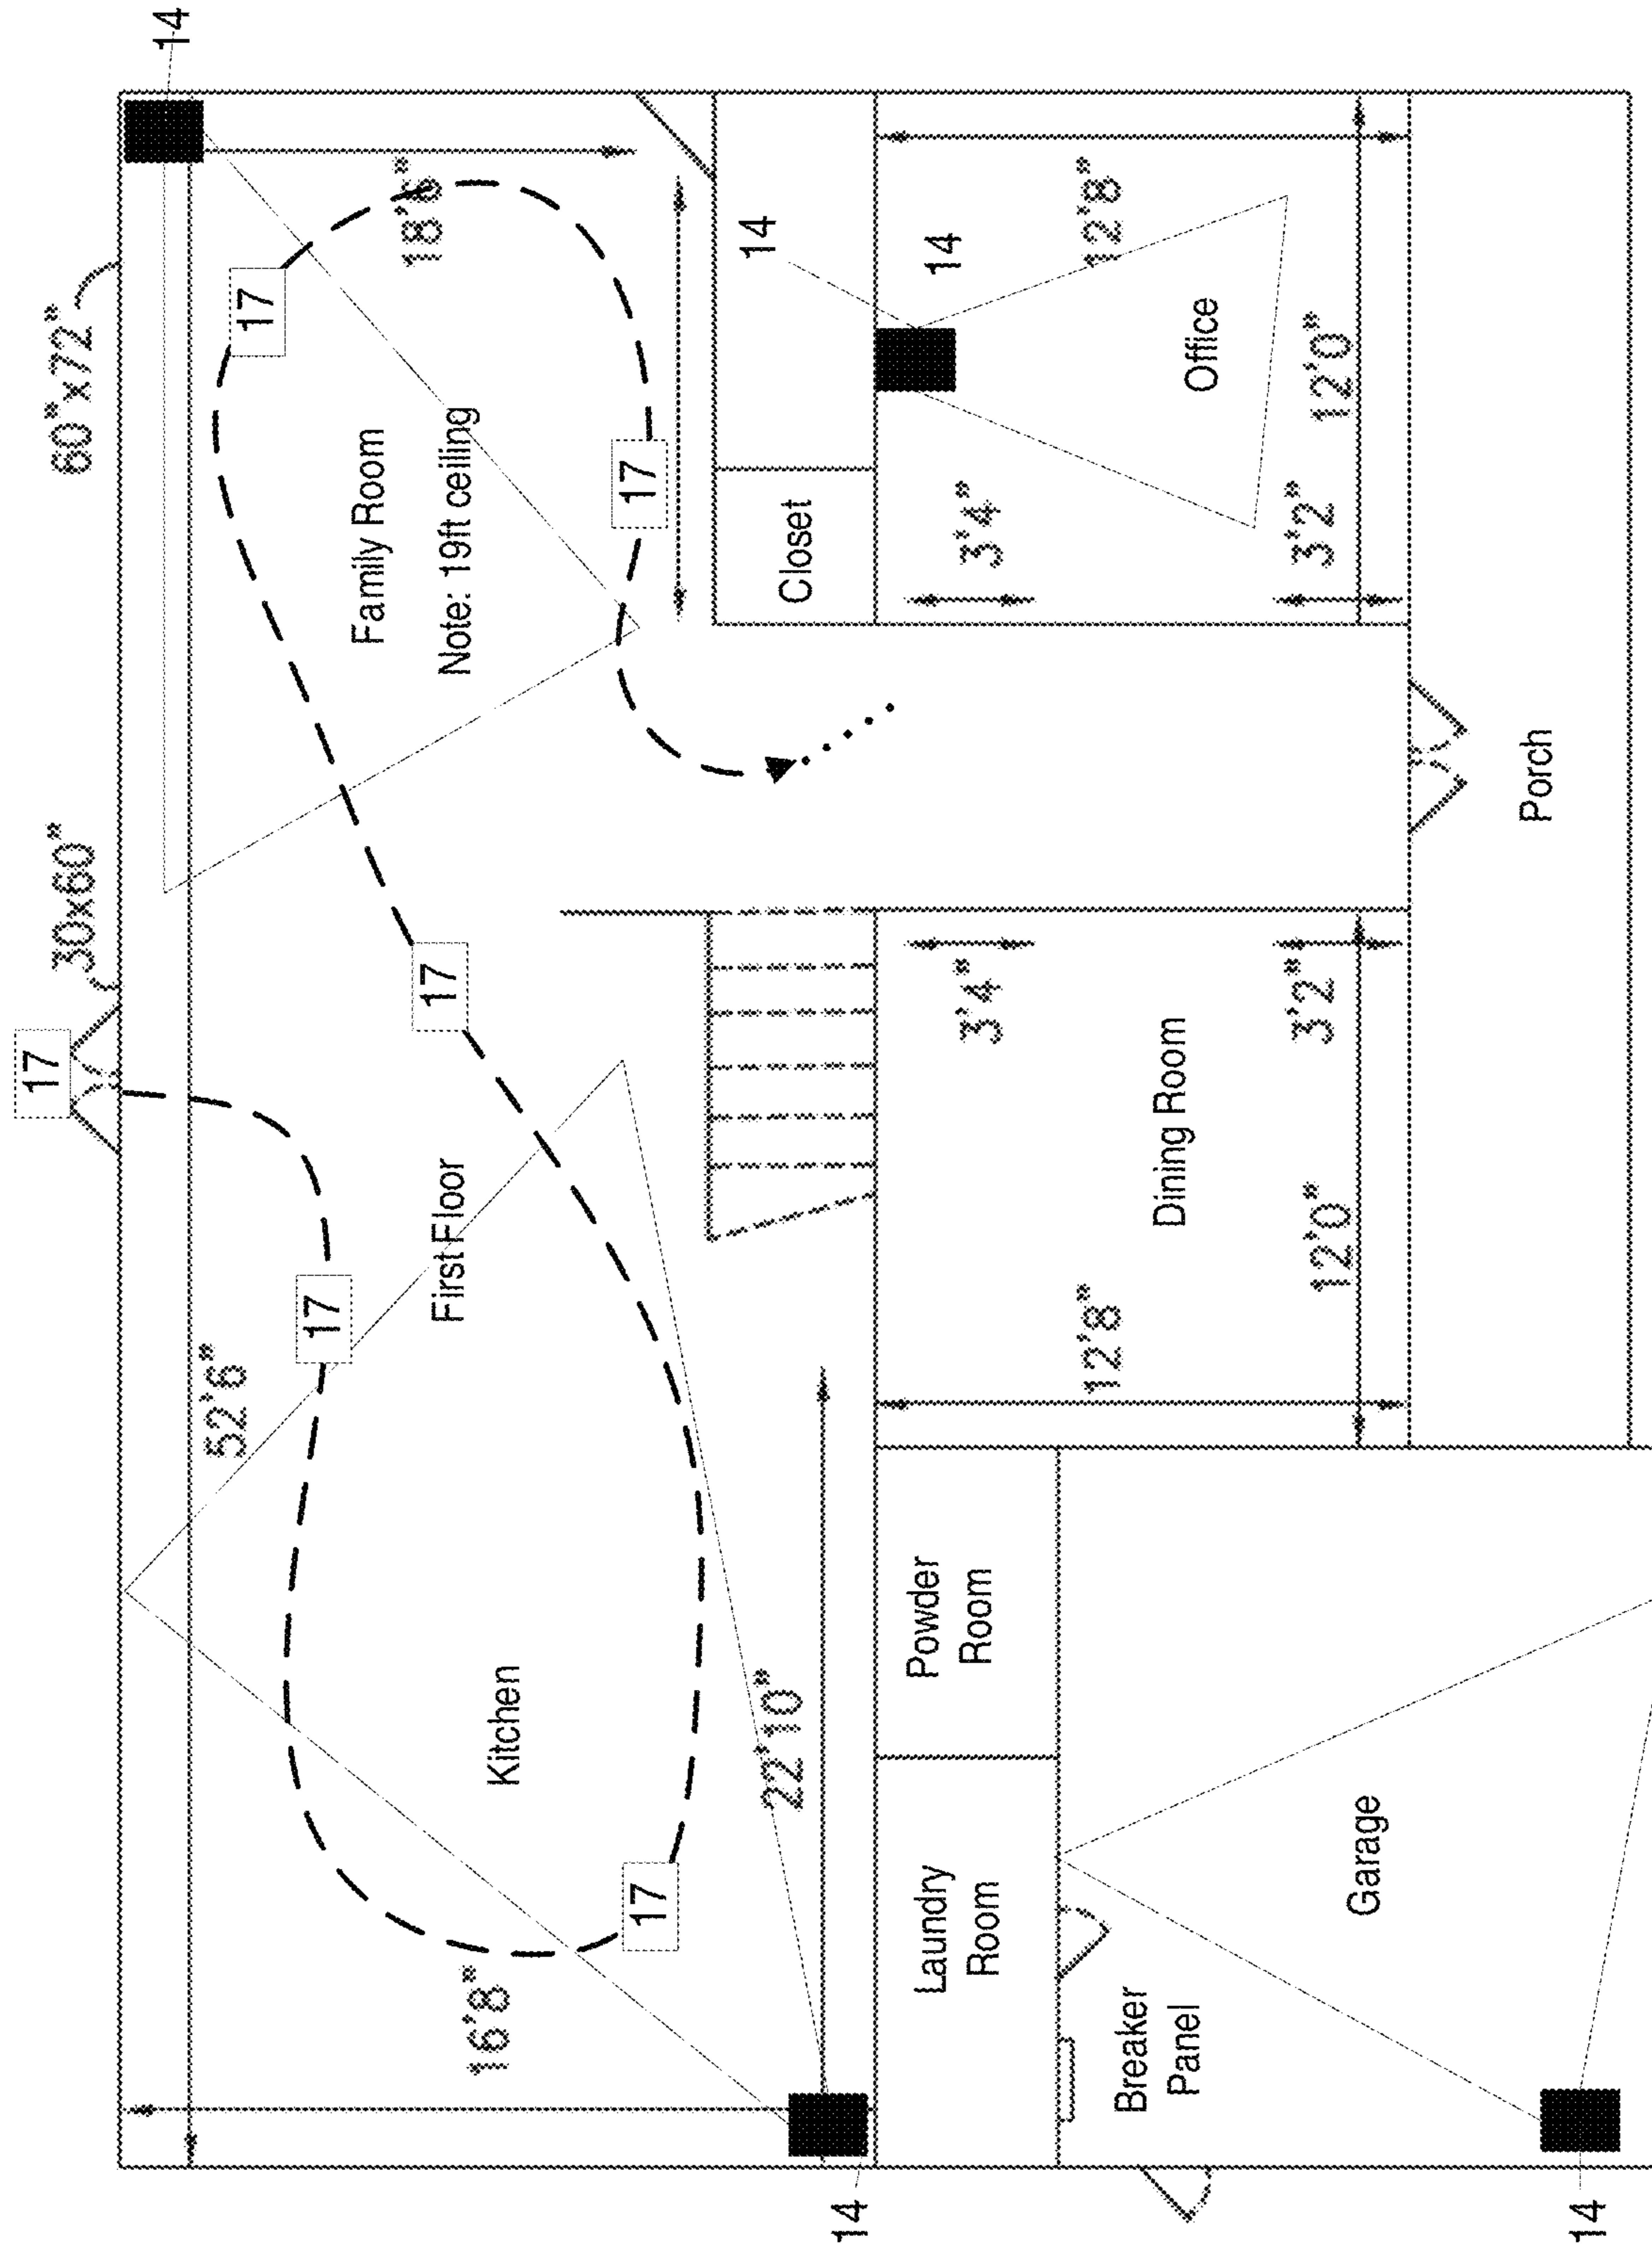 17
30x60"
60"x72"
14
52'6"
17
17
Family Room
18'6"
First Floor
17
Note: 19ft ceiling
16'8"
Kitchen
17
17
14
22'10"
Closet
14
Laundry
Room
Powder
Room
14
3'4"
3'4"
12'8"
12'8"
Breaker
Panel
Dining Room
Office
3'2"
3'2"
12'0"
12'0"
Garage
Porch
14